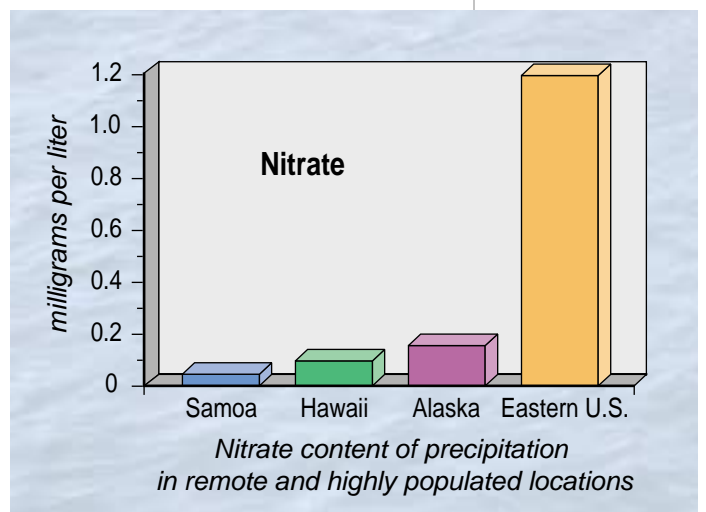 1.2
1.0
0.8
0.6
0.4
0.2
0
milligrams per liter
Nitrate
Samoa Hawaii Alaska Eastern U.S.
Nitrate content of precipitation
in remote and highly populated locations